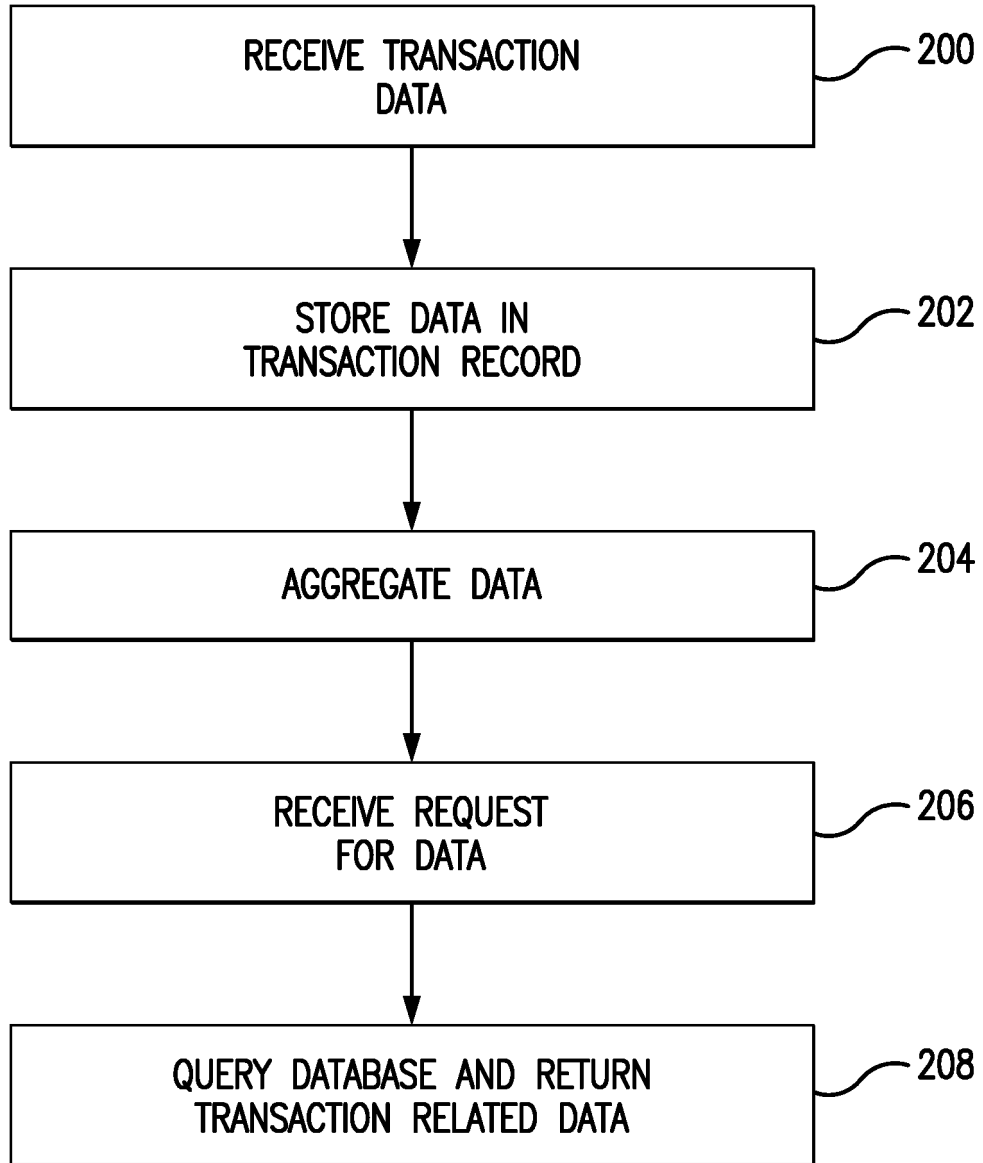 RECEIVE TRANSACTION
DATA
200
STORE DATA IN
TRANSACTION RECORD
202
AGGREGATE DATA
204
RECEIVE REQUEST
FOR DATA
206
QUERY DATABASE AND RETURN
TRANSACTION RELATED DATA
208